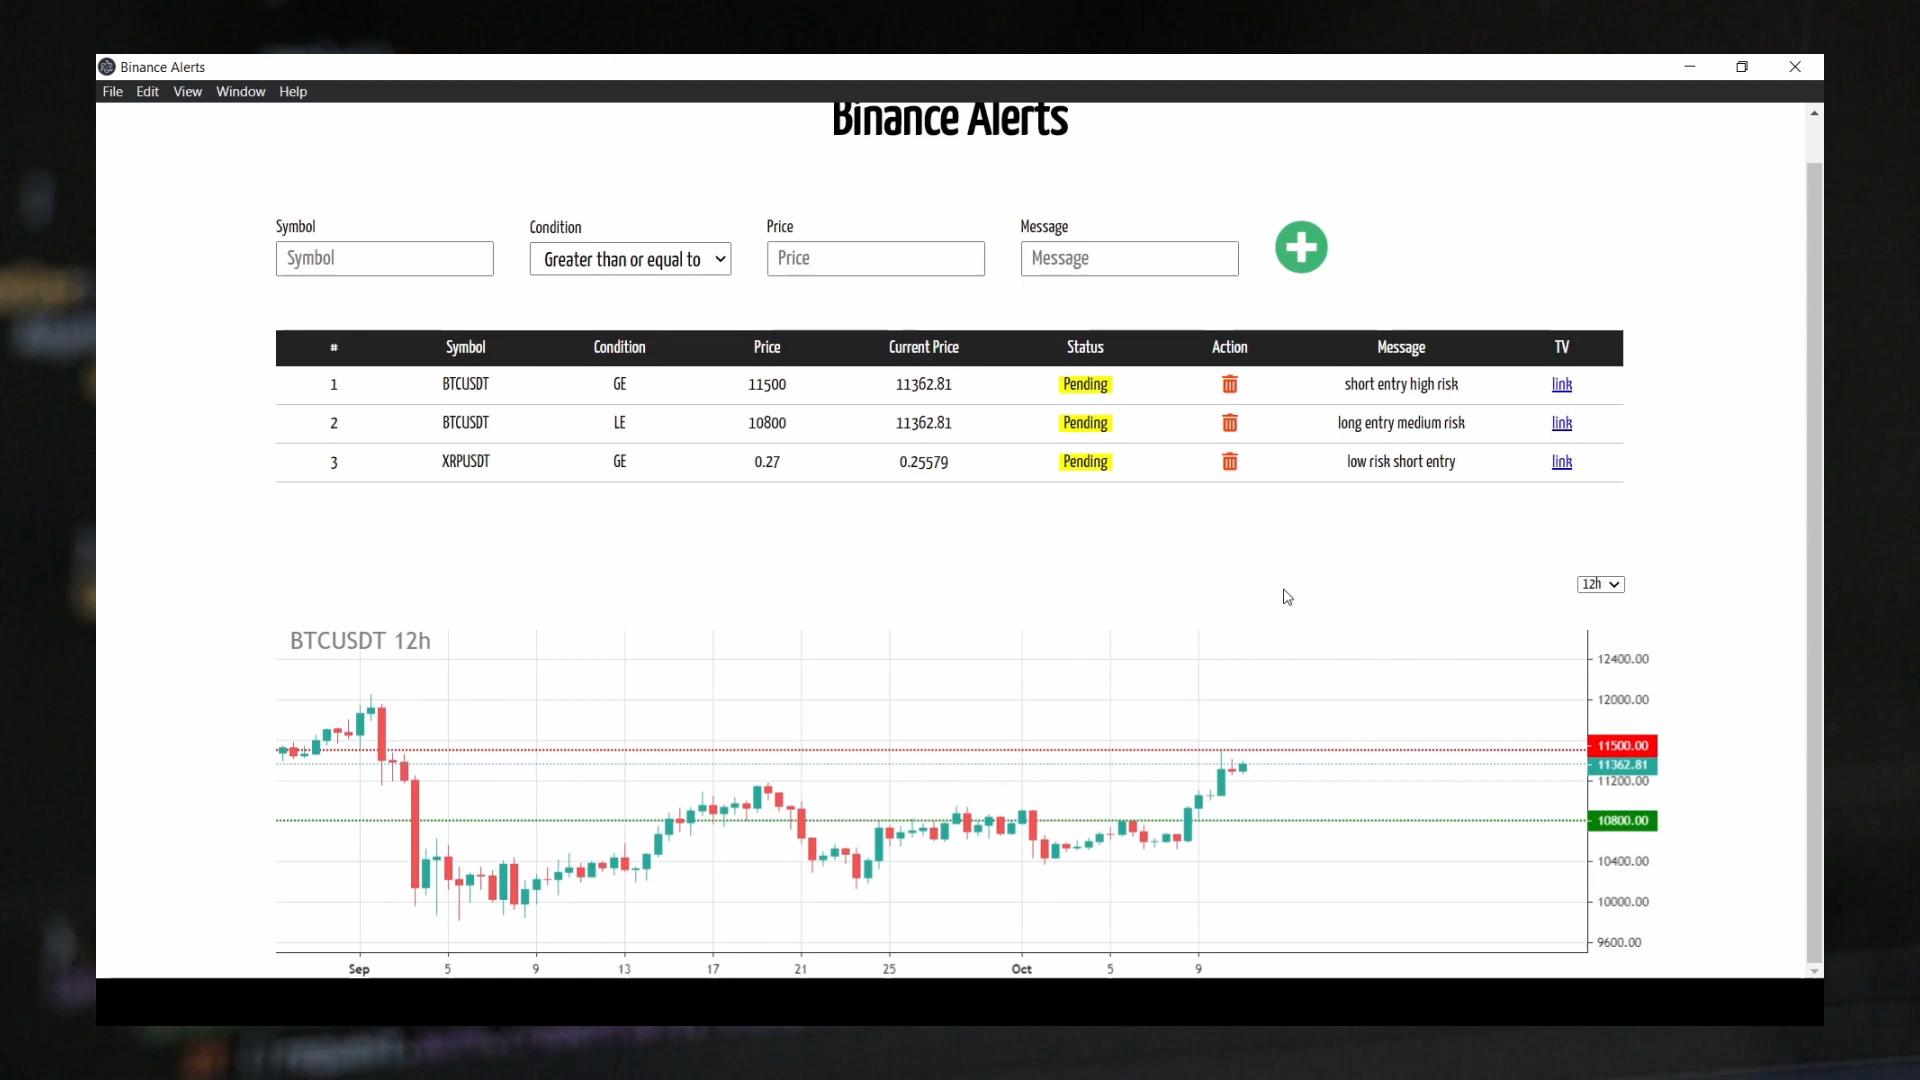 Binance Alerts
File Edit View Window Help
Binance Alerts
Symbol Condition Price Message
Symbol Greater than or equal to Price Message
# Symbol Condition Price Current Price Status Action Message TV
1 BTCUSDT GE 11500 11362.81 Pending short entry high risk link
2 BTCUSDT LE 10800 11362.81 Pending long entry medium risk link
3 XRPUSDT GE 0.27 0.25579 Pending low risk short entry link
12h
BTCUSDT 12h
12400.00
12000.00
11500.00
11362.81
11200.00
10800.00
10400.00
10000.00
9600.00
Sep 5 9 13 17 21 25 Oct 5 9